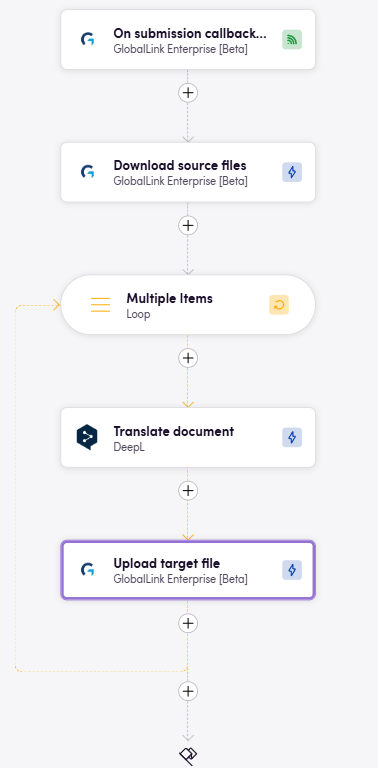 On submission callback...
GlobalLink Enterprise [Beta]
Download source files
GlobalLink Enterprise [Beta]
Multiple Items
Loop
Translate document
DeepL
Upload target file
GlobalLink Enterprise [Beta]